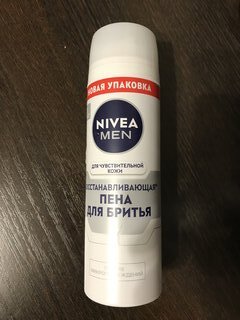 НОВАЯ УПАКОВКА
NIVEA
MEN
ДЛЯ ЧУВСТВИТЕЛЬНОЙ
КОЖИ
ВОССТАНАВЛИВАЮЩАЯ
ПЕНА
ДЛЯ БРИТЬЯ